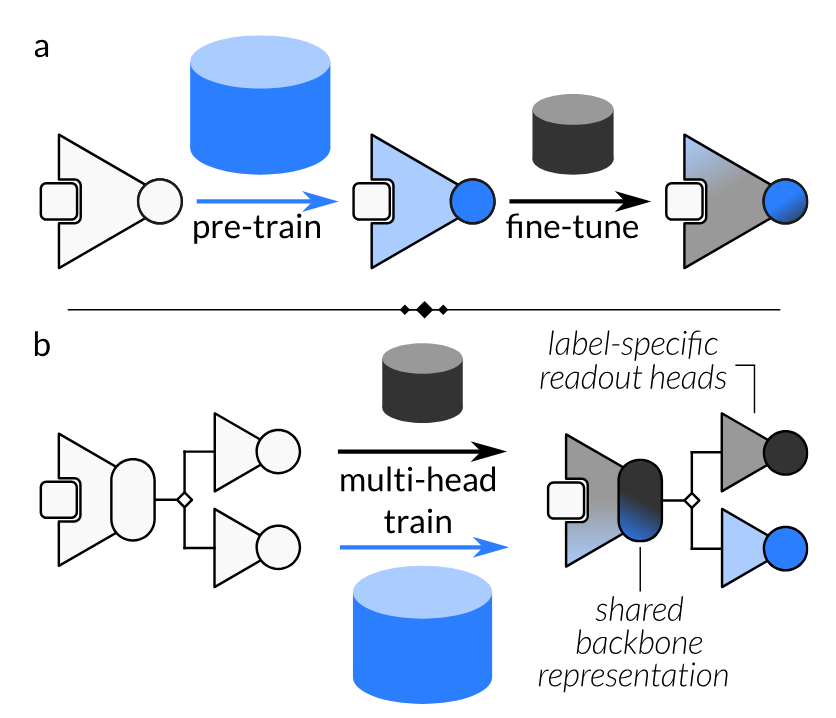 a
pre-train
fine-tune
b
label-specific
readout heads
multi-head
train
shared
backbone
representation